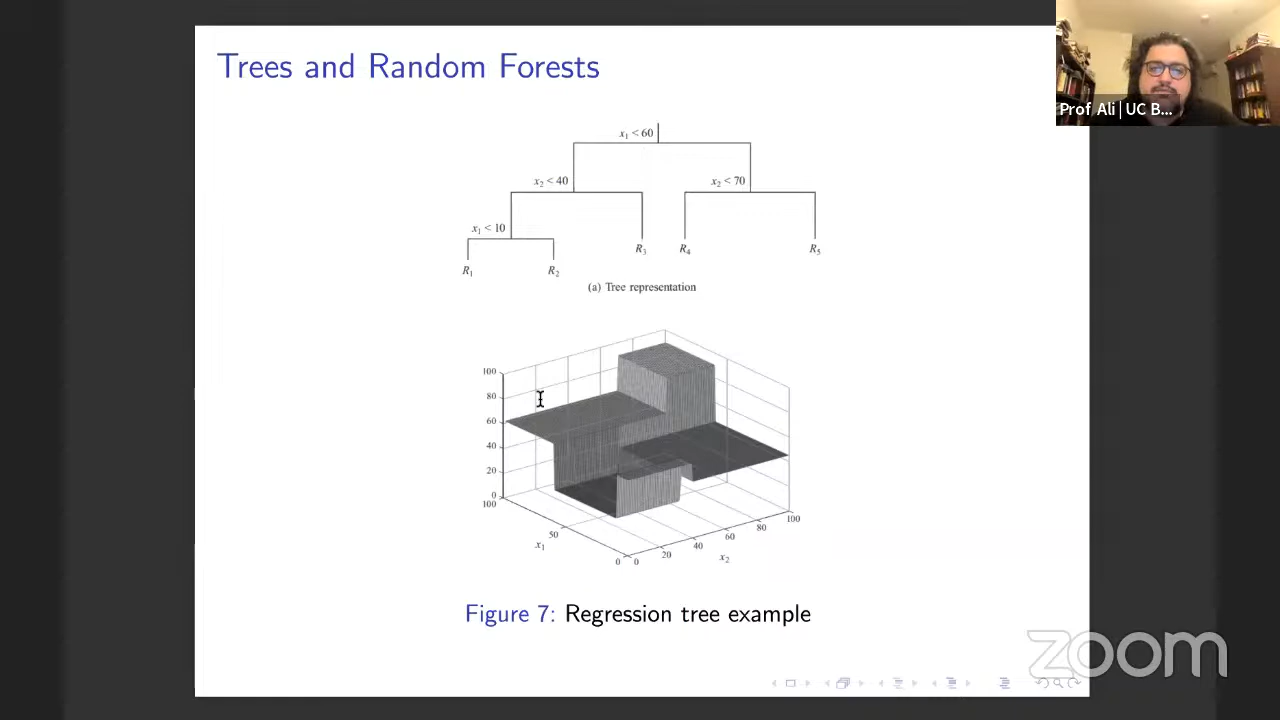 Trees and Random Forests
Prof Ali | UC B...
x₁ < 60
x₂ < 40
x₂ < 70
x₁ < 10
R₃
R₄
R₅
R₁
R₂
(a) Tree representation
100
80
60
40
20
0
100
50
0
x₁
0
20
40
60
80
100
x₂
Figure 7: Regression tree example
zoom